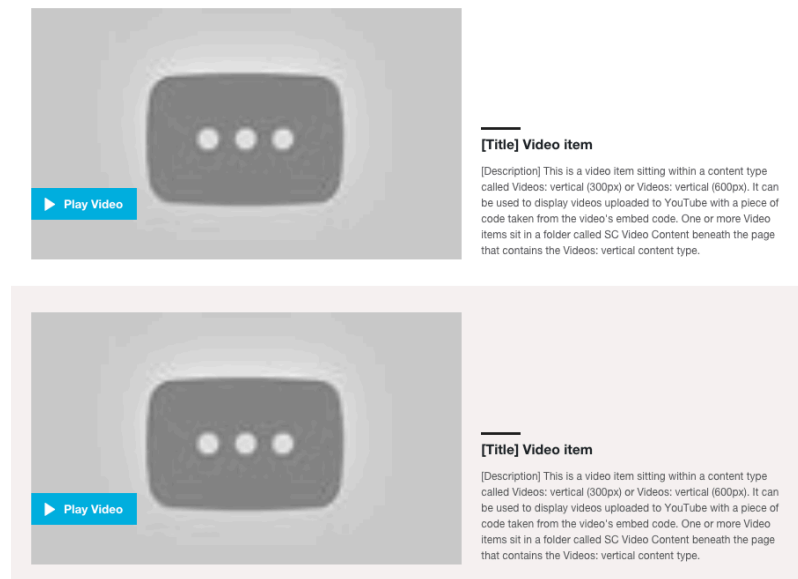 [Title] Video item
[Description] This is a video item sitting within a content type
called Videos: vertical (300px) or Videos: vertical (600px). It can
be used to display videos uploaded to YouTube with a piece of
code taken from the video's embed code. One or more Video
items sit in a folder called SC Video Content beneath the page
that contains the Videos: vertical content type.
Play Video
[Title] Video item
[Description] This is a video item sitting within a content type
called Videos: vertical (300px) or Videos: vertical (600px). It can
be used to display videos uploaded to YouTube with a piece of
code taken from the video's embed code. One or more Video
items sit in a folder called SC Video Content beneath the page
that contains the Videos: vertical content type.
Play Video